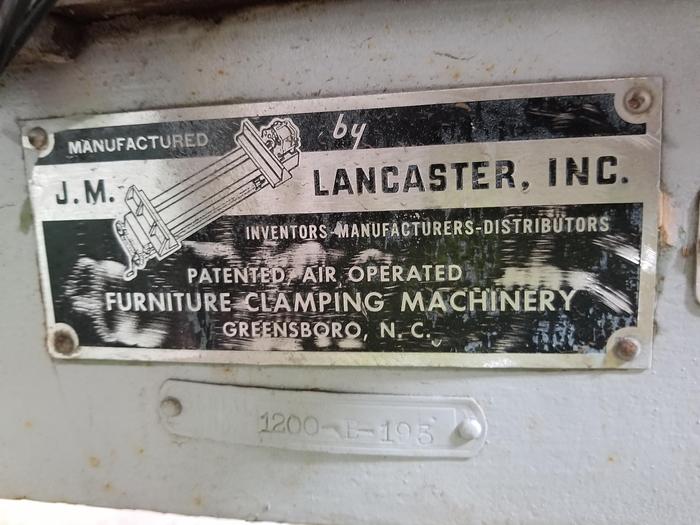 MANUFACTURED by
J.M. LANCASTER, INC.
INVENTORS-MANUFACTURERS-DISTRIBUTORS
PATENTED AIR OPERATED
FURNITURE CLAMPING MACHINERY
GREENSBORO, N. C.
1200-E-195